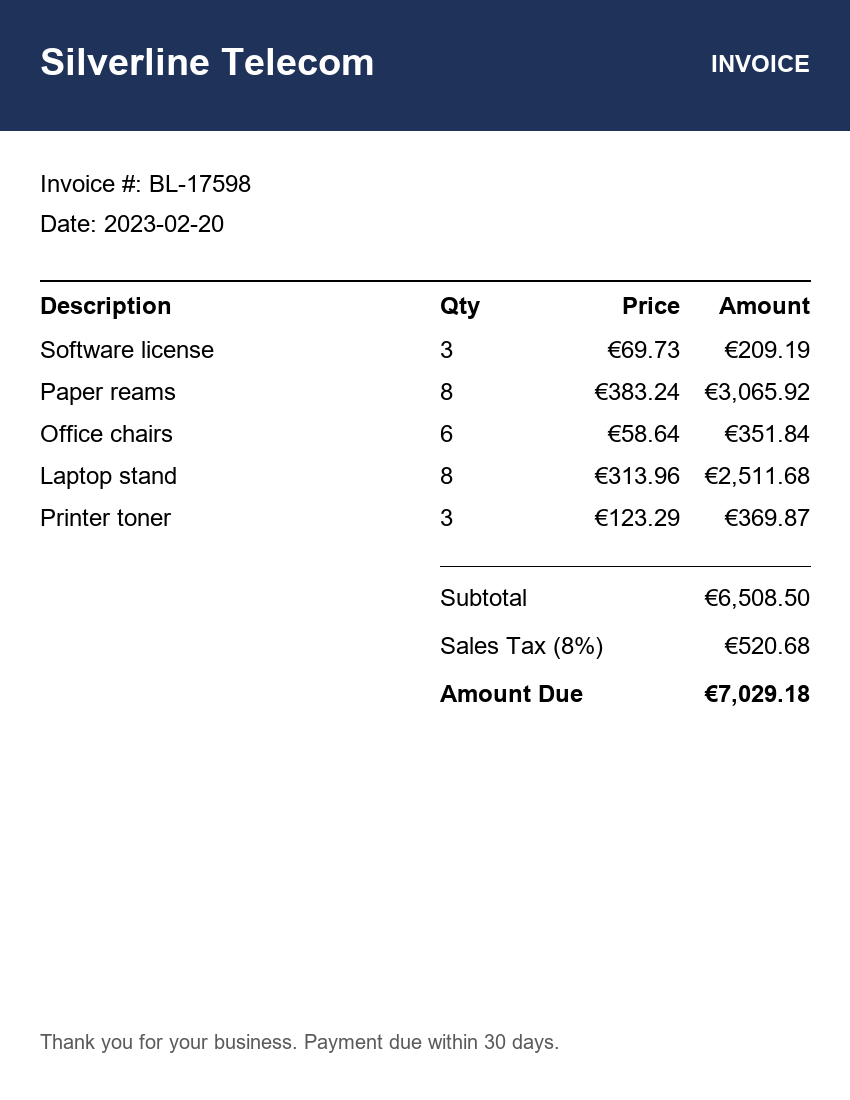 Silverline Telecom INVOICE
Invoice #: BL-17598
Date: 2023-02-20
Description Qty Price Amount
Software license 3 €69.73 €209.19
Paper reams 8 €383.24 €3,065.92
Office chairs 6 €58.64 €351.84
Laptop stand 8 €313.96 €2,511.68
Printer toner 3 €123.29 €369.87
Subtotal €6,508.50
Sales Tax (8%) €520.68
Amount Due €7,029.18
Thank you for your business. Payment due within 30 days.